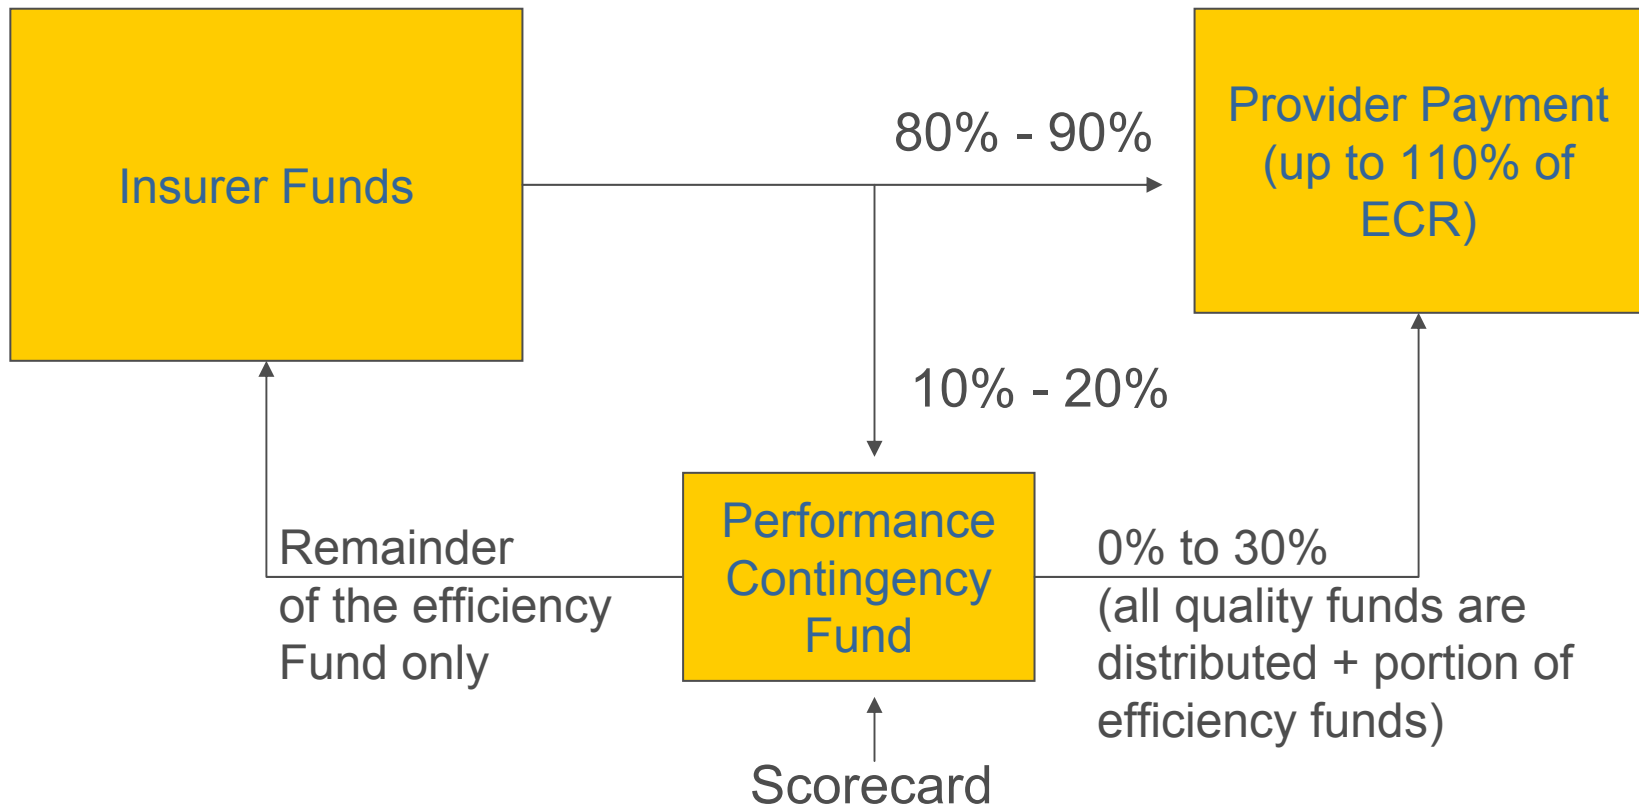 Insurer Funds
80% - 90%
Provider Payment
(up to 110% of
ECR)
10% - 20%
Performance
Contingency
Fund
Remainder
of the efficiency
Fund only
0% to 30%
(all quality funds are
distributed + portion of
efficiency funds)
Scorecard